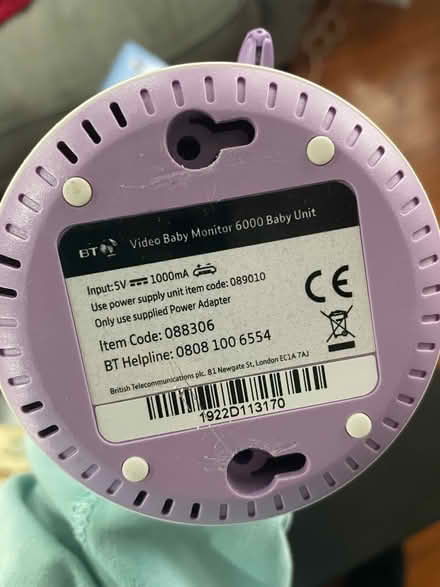 BT Video Baby Monitor 6000 Baby Unit
Input: 5V ⎓ 1000mA
Use power supply unit item code: 089010
Only use supplied Power Adapter
Item Code: 088306
BT Helpline: 0808 100 6554
CE
British Telecommunications plc. 81 Newgate St, London EC1A 7AJ
1922D113170